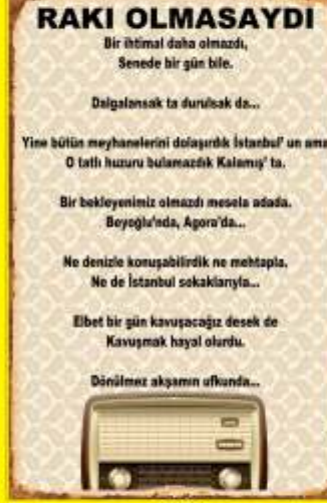 RAKI OLMASAYDI
Bir ihtimal daha olmazdı,
Senede bir gün bile.
Dalgalansak ta durulsak da...
Yine bütün meyhanelerini dolaşırdık İstanbul' un ama
O tatlı huzuru bulamazdık Kalamış' ta.
Bir bekleyenimiz olmazdı mesela adada.
Beyoğlu'nda, Agora'da...
Ne denizle konuşabilirdik ne mehtapla.
Ne de İstanbul sokaklarıyla...
Elbet bir gün kavuşacağız desek de
Kavuşmak hayal olurdu.
Dönülmez akşamın ufkunda...